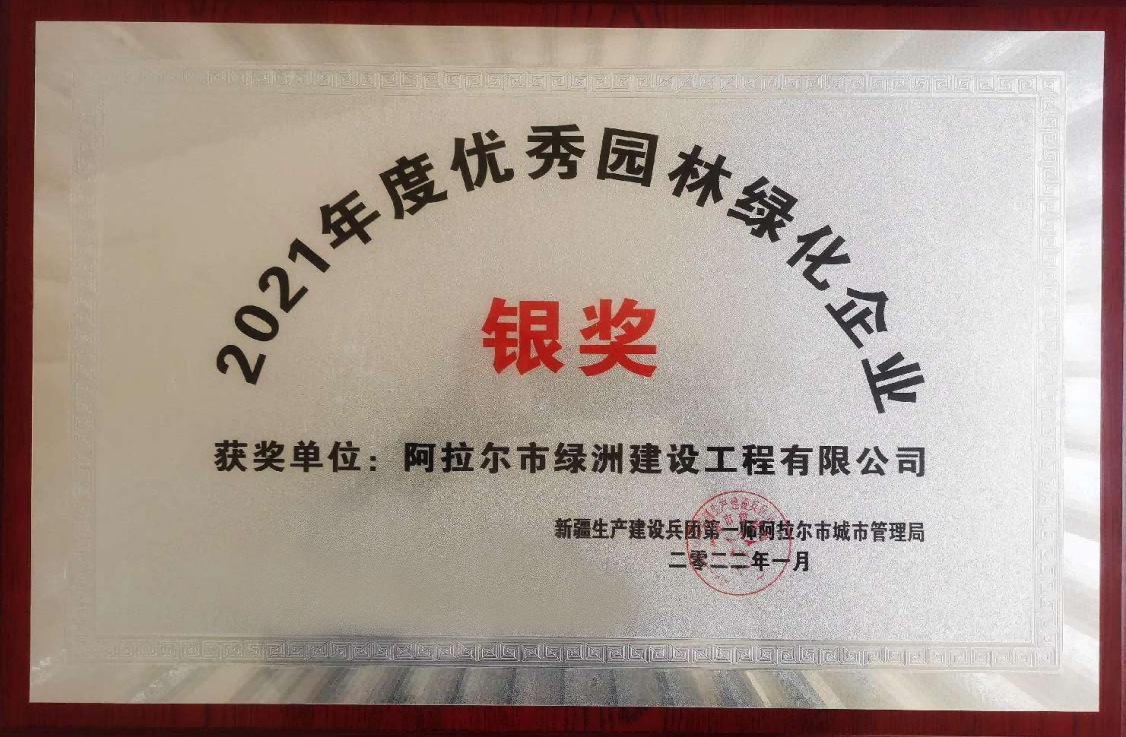 2021年度优秀园林绿化企业
银奖
获奖单位：阿拉尔市绿洲建设工程有限公司
新疆生产建设兵团第一师阿拉尔市城市管理局
二零二二年一月